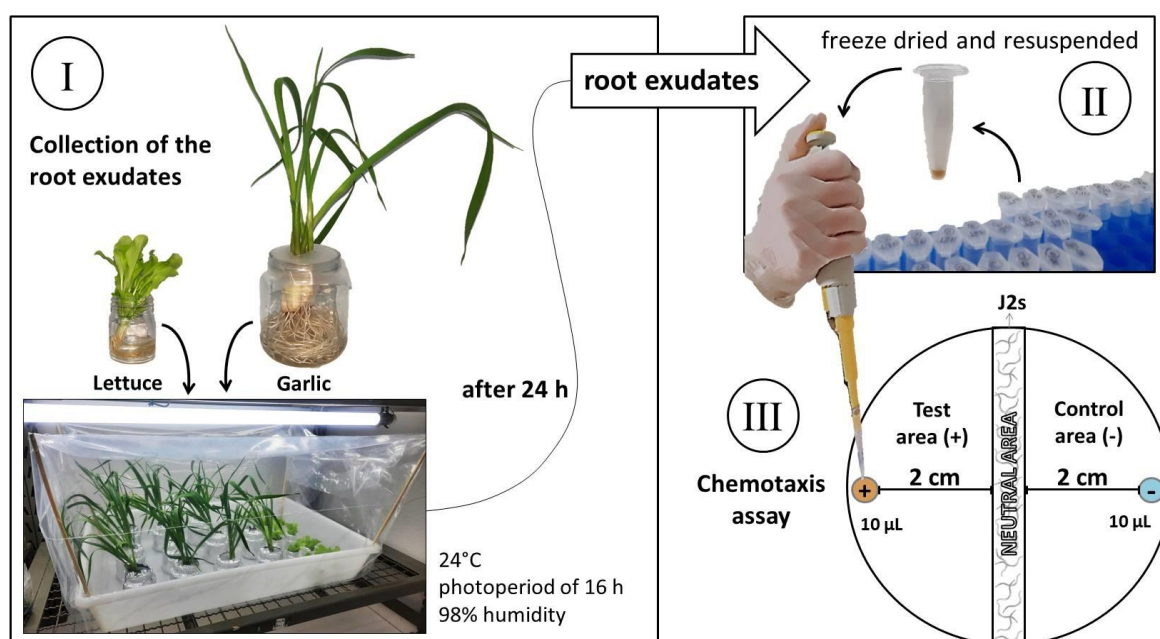 I
Collection of the
root exudates
Lettuce
Garlic
after 24 h
24°C
photoperiod of 16 h
98% humidity
root exudates
freeze dried and resuspended
II
III
Chemotaxis
assay
J2s
Test
area (+)
2 cm
+
10 µL
NEUTRAL AREA
Control
area (-)
2 cm
-
10 µL